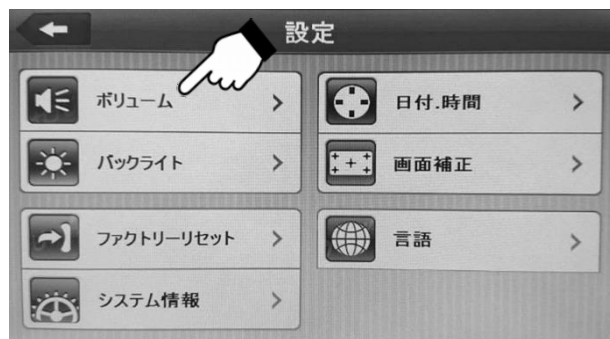 設定
ボリューム
日付.時間
バックライト
画面補正
ファクトリーリセット
言語
システム情報